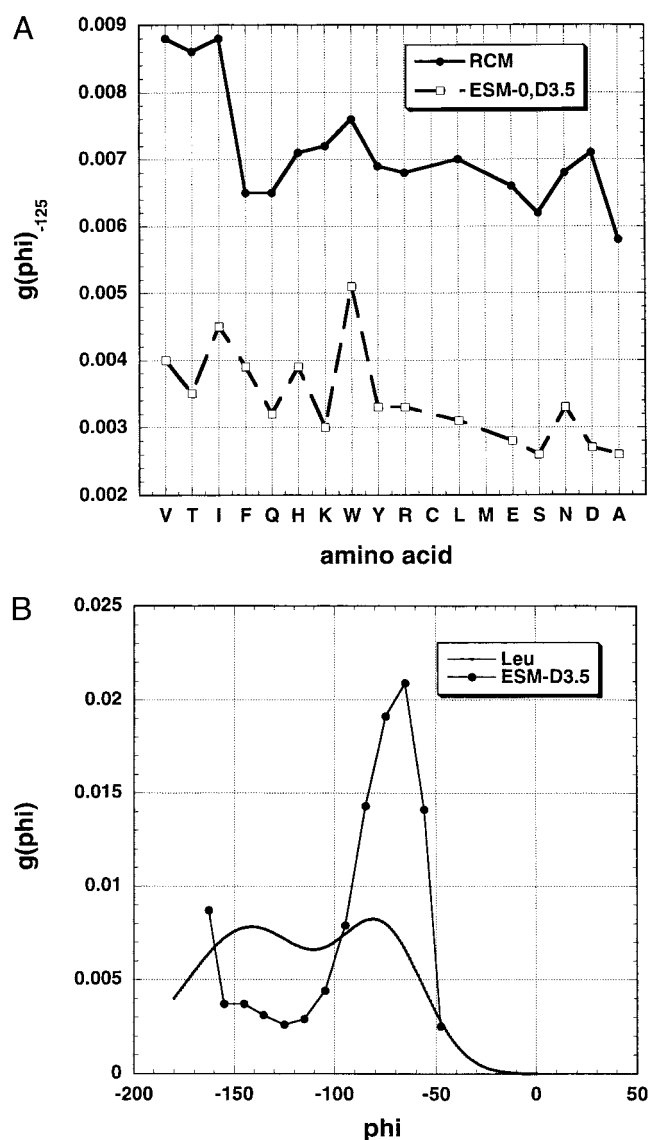 A
0.009
0.008
0.007
0.006
0.005
0.004
0.003
0.002
g(phi)-125
RCM
ESM-0,D3.5
V T I F Q H K W Y R C L M E S N D A
amino acid
B
0.025
0.02
0.015
0.01
0.005
0
g(phi)
Leu
ESM-D3.5
-200 -150 -100 -50 0 50
phi